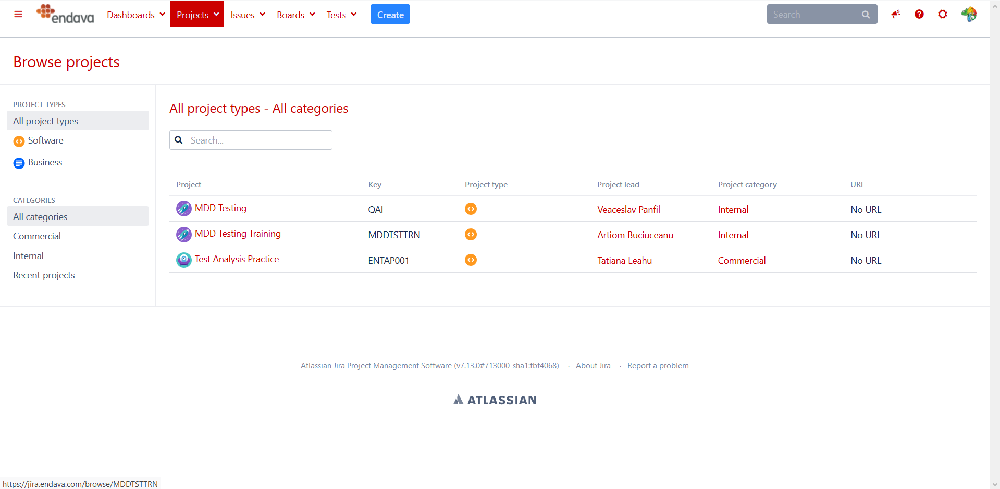 endava Dashboards Projects Issues Boards Tests Create Search
Browse projects
PROJECT TYPES
All project types
Software
Business
CATEGORIES
All categories
Commercial
Internal
Recent projects
All project types - All categories
Search...
Project Key Project type Project lead Project category URL
MDD Testing QAI Veaceslav Panfil Internal No URL
MDD Testing Training MDDTSTTRN Artiom Buciuceanu Internal No URL
Test Analysis Practice ENTAP001 Tatiana Leahu Commercial No URL
Atlassian Jira Project Management Software (v7.13.0#713000-sha1:fbf4068) · About Jira · Report a problem
ATLASSIAN
https://jira.endava.com/browse/MDDTSTTRN